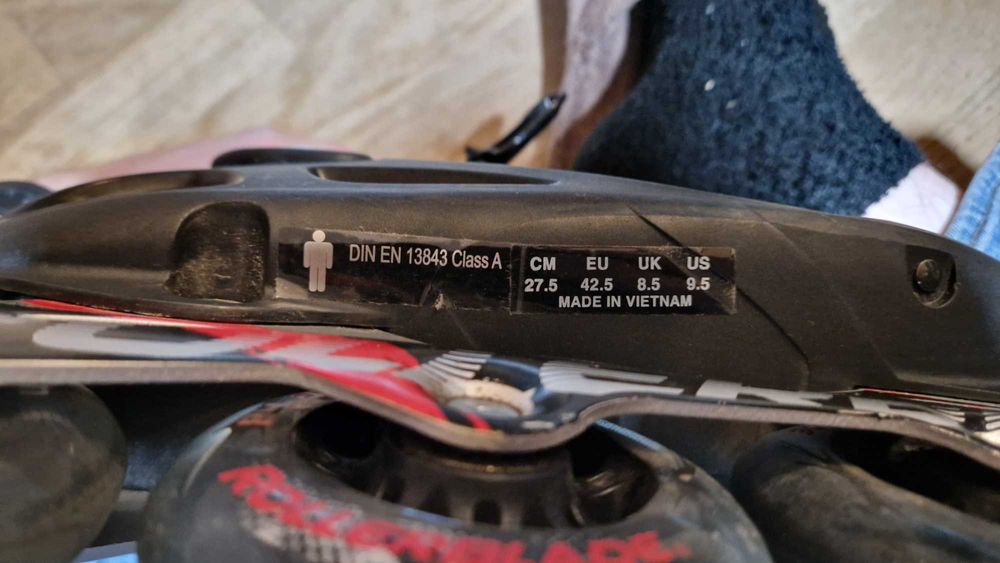 DIN EN 13843 Class A
CM EU UK US
27.5 42.5 8.5 9.5
MADE IN VIETNAM
ROLLERBLADE.